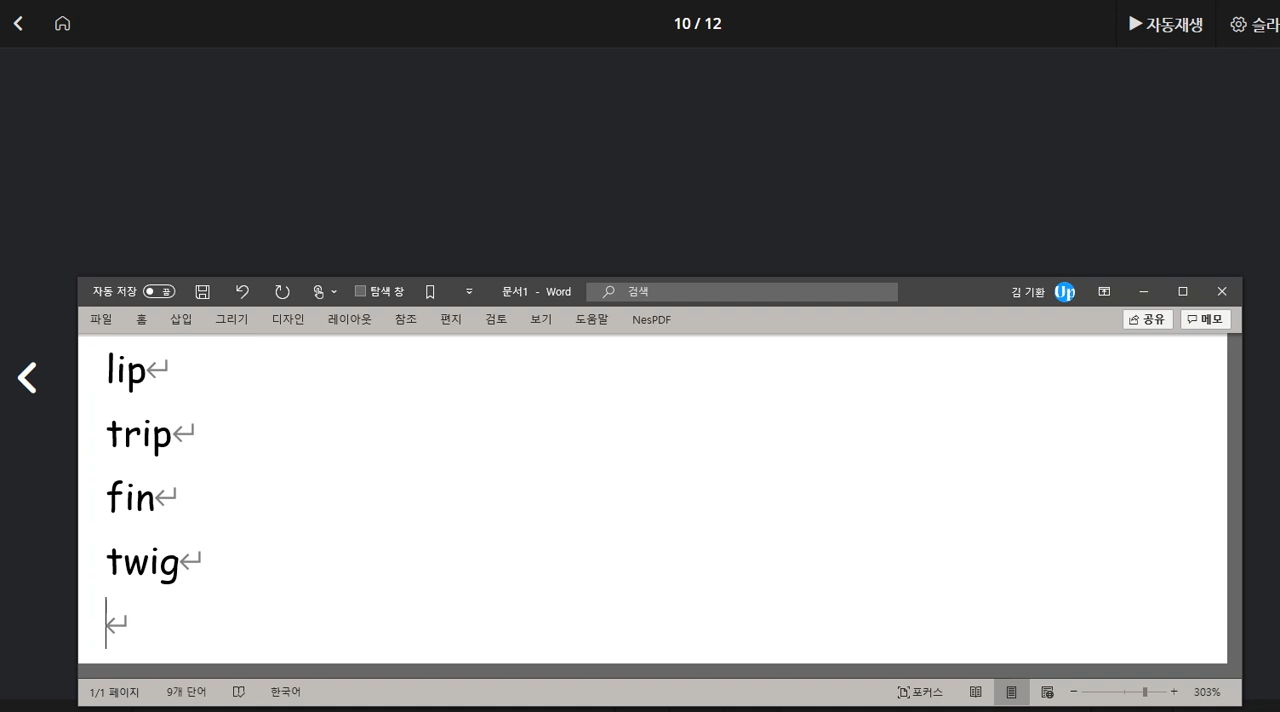 10 / 12
▶ 자동재생
슬라
자동 저장 끔
탐색 창
문서1 - Word
검색
김 기환
Up
파일 홈 삽입 그리기 디자인 레이아웃 참조 편지 검토 보기 도움말 NesPDF
공유 메모
lip↵
trip↵
fin↵
twig↵
↵
1/1 페이지 9개 단어 한국어 포커스 − + 303%